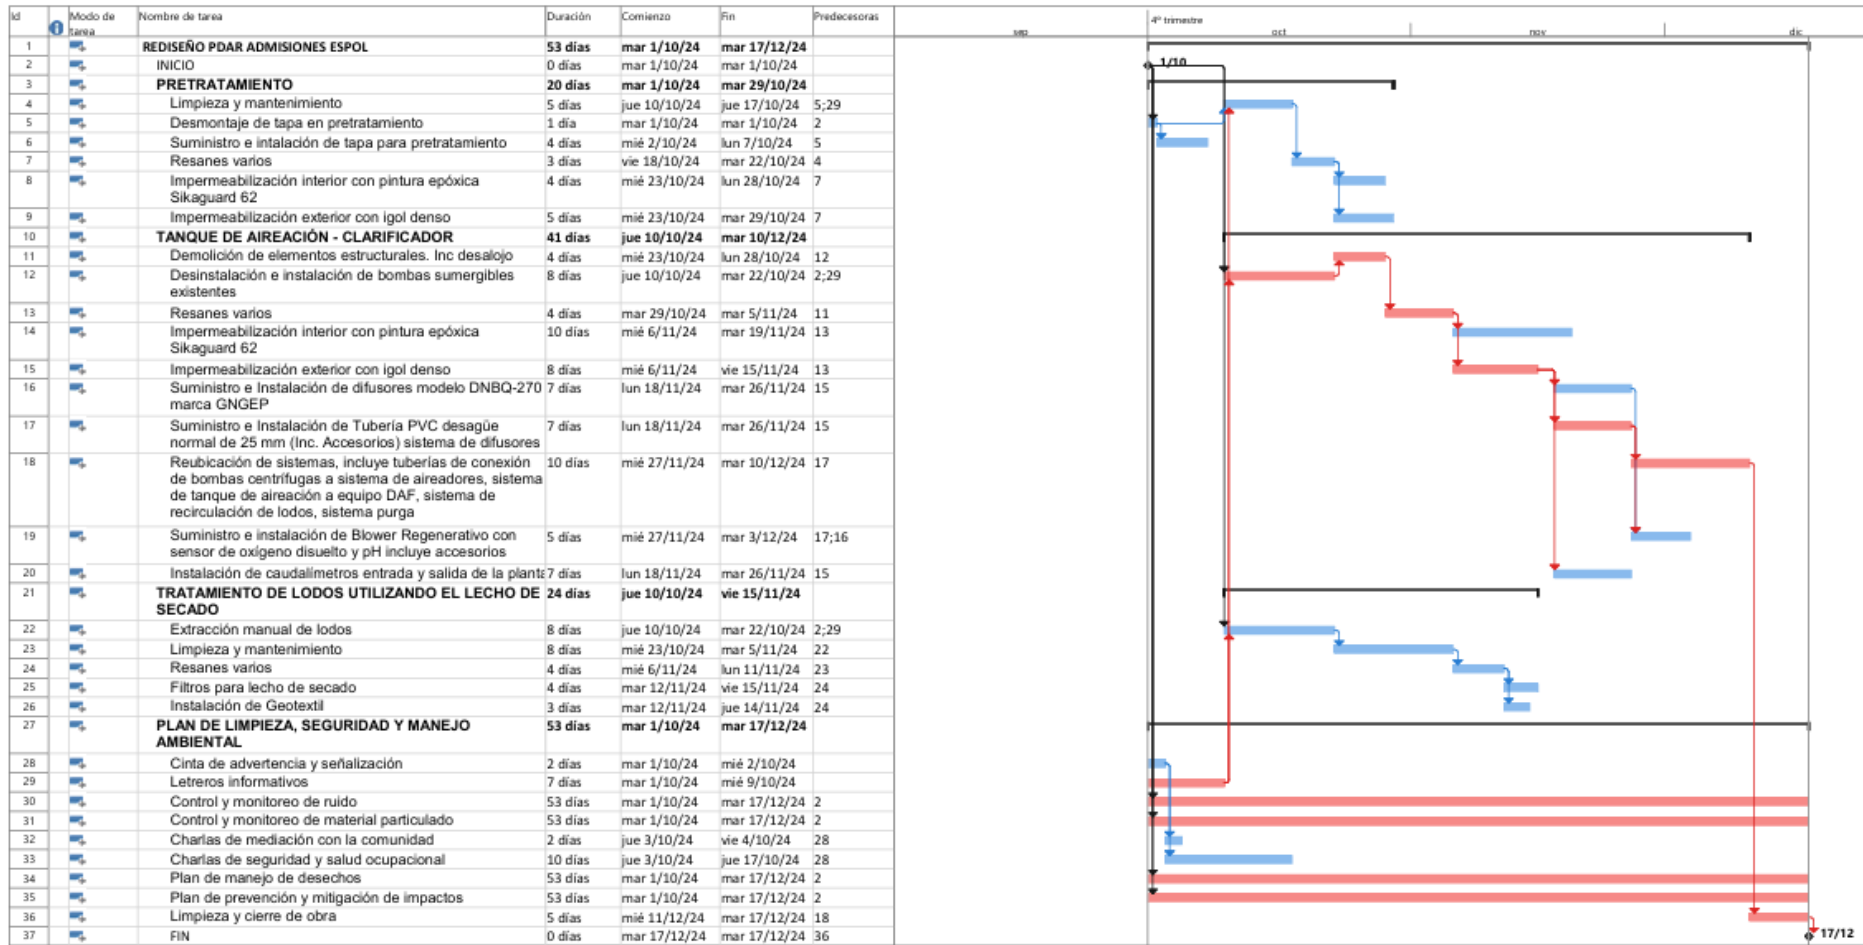 Id Modo de tarea Nombre de tarea Duración Comienzo Fin Predecesoras
4º trimestre
sep oct nov dic
1 REDISEÑO PDAR ADMISIONES ESPOL 53 días mar 1/10/24 mar 17/12/24
2 INICIO 0 días mar 1/10/24 mar 1/10/24
1/10
3 PRETRATAMIENTO 20 días mar 1/10/24 mar 29/10/24
4 Limpieza y mantenimiento 5 días jue 10/10/24 jue 17/10/24 5;29
5 Desmontaje de tapa en pretratamiento 1 día mar 1/10/24 mar 1/10/24 2
6 Suministro e intalación de tapa para pretratamiento 4 días mié 2/10/24 lun 7/10/24 5
7 Resanes varios 3 días vie 18/10/24 mar 22/10/24 4
8 Impermeabilización interior con pintura epóxica 4 días mié 23/10/24 lun 28/10/24 7
Sikaguard 62
9 Impermeabilización exterior con igol denso 5 días mié 23/10/24 mar 29/10/24 7
10 TANQUE DE AIREACIÓN - CLARIFICADOR 41 días jue 10/10/24 mar 10/12/24
11 Demolición de elementos estructurales. Inc desalojo 4 días mié 23/10/24 lun 28/10/24 12
12 Desinstalación e instalación de bombas sumergibles 8 días jue 10/10/24 mar 22/10/24 2;29
existentes
13 Resanes varios 4 días mar 29/10/24 mar 5/11/24 11
14 Impermeabilización interior con pintura epóxica 10 días mié 6/11/24 mar 19/11/24 13
Sikaguard 62
15 Impermeabilización exterior con igol denso 8 días mié 6/11/24 vie 15/11/24 13
16 Suministro e Instalación de difusores modelo DNBQ-270 7 días lun 18/11/24 mar 26/11/24 15
marca GNGEP
17 Suministro e Instalación de Tubería PVC desagüe 7 días lun 18/11/24 mar 26/11/24 15
normal de 25 mm (Inc. Accesorios) sistema de difusores
18 Reubicación de sistemas, incluye tuberías de conexión 10 días mié 27/11/24 mar 10/12/24 17
de bombas centrífugas a sistema de aireadores, sistema
de tanque de aireación a equipo DAF, sistema de
recirculación de lodos, sistema purga
19 Suministro e instalación de Blower Regenerativo con 5 días mié 27/11/24 mar 3/12/24 17;16
sensor de oxígeno disuelto y pH incluye accesorios
20 Instalación de caudalímetros entrada y salida de la planta 7 días lun 18/11/24 mar 26/11/24 15
21 TRATAMIENTO DE LODOS UTILIZANDO EL LECHO DE 24 días jue 10/10/24 vie 15/11/24
SECADO
22 Extracción manual de lodos 8 días jue 10/10/24 mar 22/10/24 2;29
23 Limpieza y mantenimiento 8 días mié 23/10/24 mar 5/11/24 22
24 Resanes varios 4 días mié 6/11/24 lun 11/11/24 23
25 Filtros para lecho de secado 4 días mar 12/11/24 vie 15/11/24 24
26 Instalación de Geotextil 3 días mar 12/11/24 jue 14/11/24 24
27 PLAN DE LIMPIEZA, SEGURIDAD Y MANEJO 53 días mar 1/10/24 mar 17/12/24
AMBIENTAL
28 Cinta de advertencia y señalización 2 días mar 1/10/24 mié 2/10/24
29 Letreros informativos 7 días mar 1/10/24 mié 9/10/24
30 Control y monitoreo de ruido 53 días mar 1/10/24 mar 17/12/24 2
31 Control y monitoreo de material particulado 53 días mar 1/10/24 mar 17/12/24 2
32 Charlas de mediación con la comunidad 2 días jue 3/10/24 vie 4/10/24 28
33 Charlas de seguridad y salud ocupacional 10 días jue 3/10/24 jue 17/10/24 28
34 Plan de manejo de desechos 53 días mar 1/10/24 mar 17/12/24 2
35 Plan de prevención y mitigación de impactos 53 días mar 1/10/24 mar 17/12/24 2
36 Limpieza y cierre de obra 5 días mié 11/12/24 mar 17/12/24 18
37 FIN 0 días mar 17/12/24 mar 17/12/24 36
17/12